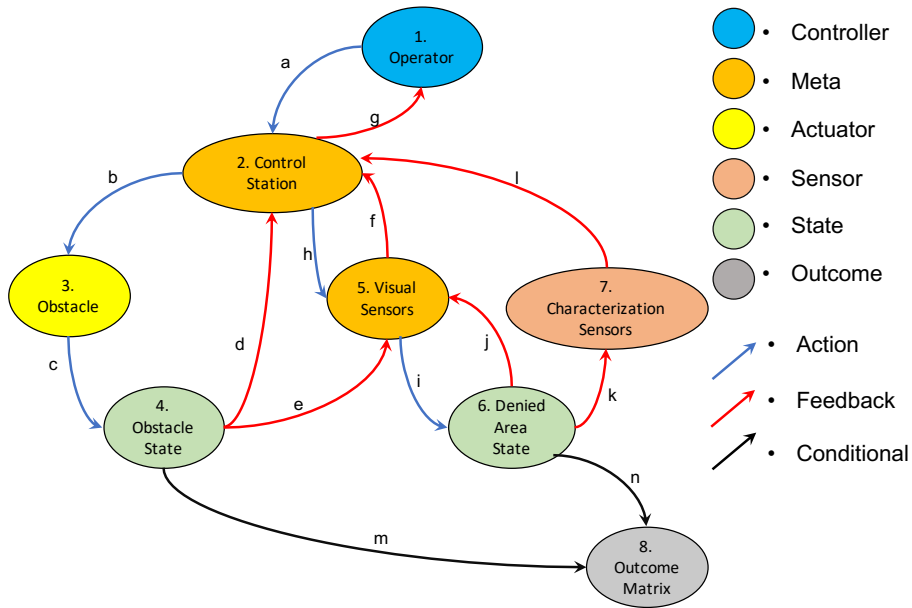 1.
Operator
a
g
2. Control
Station
b
l
f
h
3.
Obstacle
5. Visual
Sensors
7.
Characterization
Sensors
d
j
c
e
i
k
4.
Obstacle
State
6. Denied
Area
State
n
m
8.
Outcome
Matrix
• Controller
• Meta
• Actuator
• Sensor
• State
• Outcome
• Action
• Feedback
• Conditional